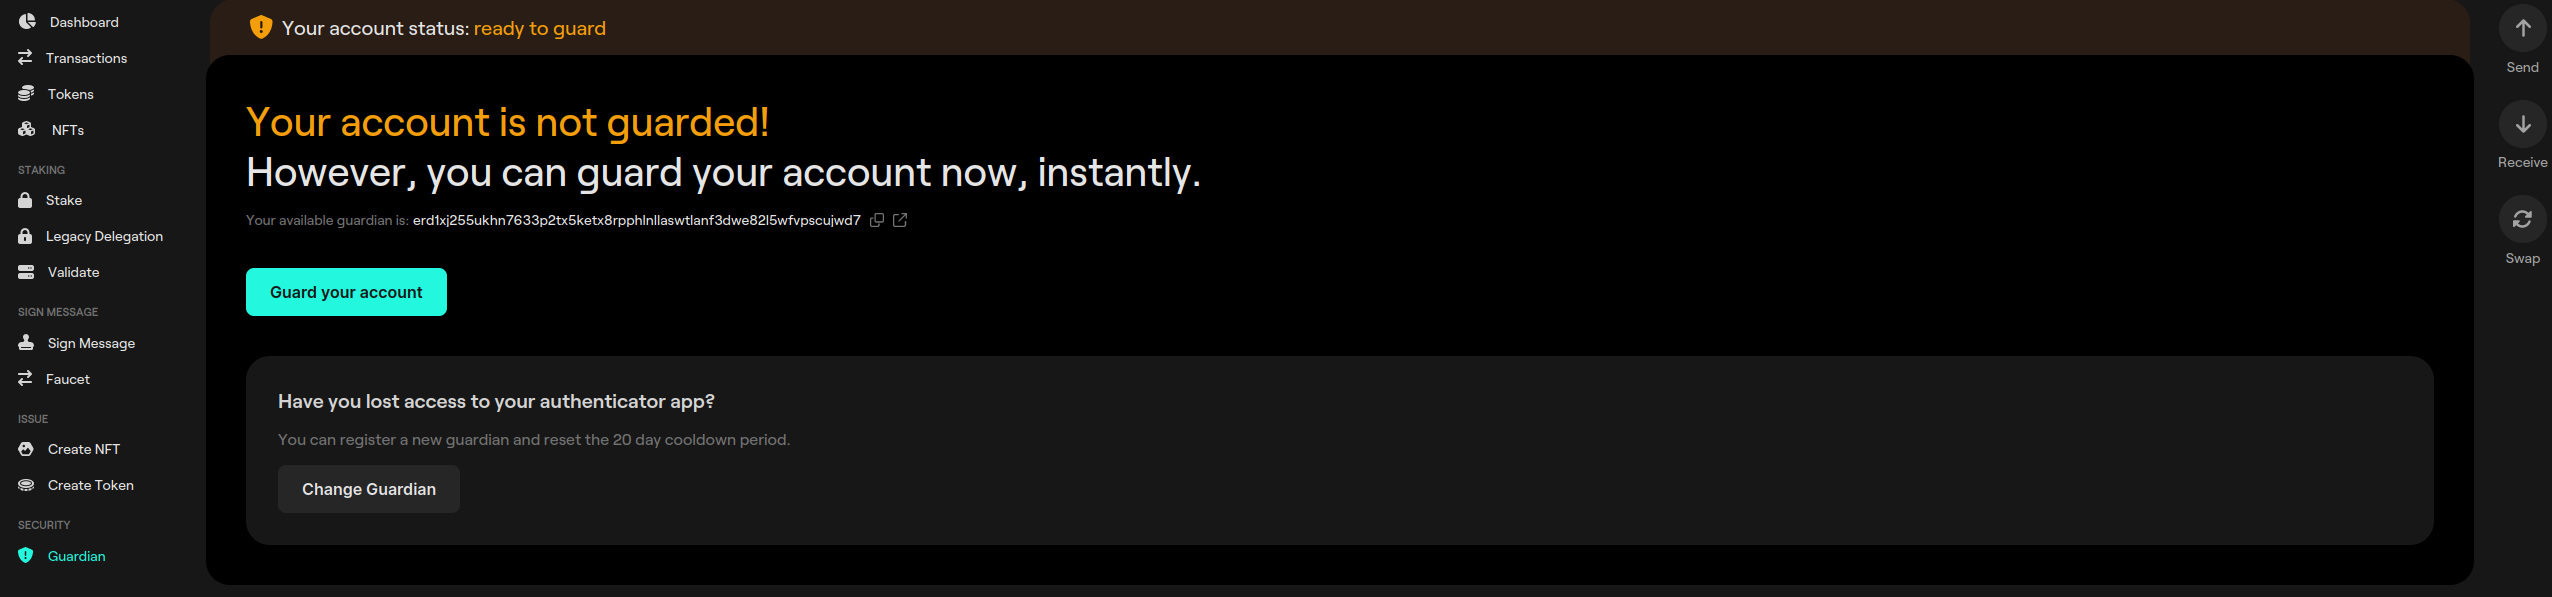 Dashboard
Transactions
Tokens
NFTs
STAKING
Stake
Legacy Delegation
Validate
SIGN MESSAGE
Sign Message
Faucet
ISSUE
Create NFT
Create Token
SECURITY
Guardian
Your account status: ready to guard
Your account is not guarded!
However, you can guard your account now, instantly.
Your available guardian is: erd1xj255ukhn7633p2tx5ketx8rpphlnllaswtlanf3dwe82l5wfvpscujwd7
Guard your account
Have you lost access to your authenticator app?
You can register a new guardian and reset the 20 day cooldown period.
Change Guardian
Send
Receive
Swap